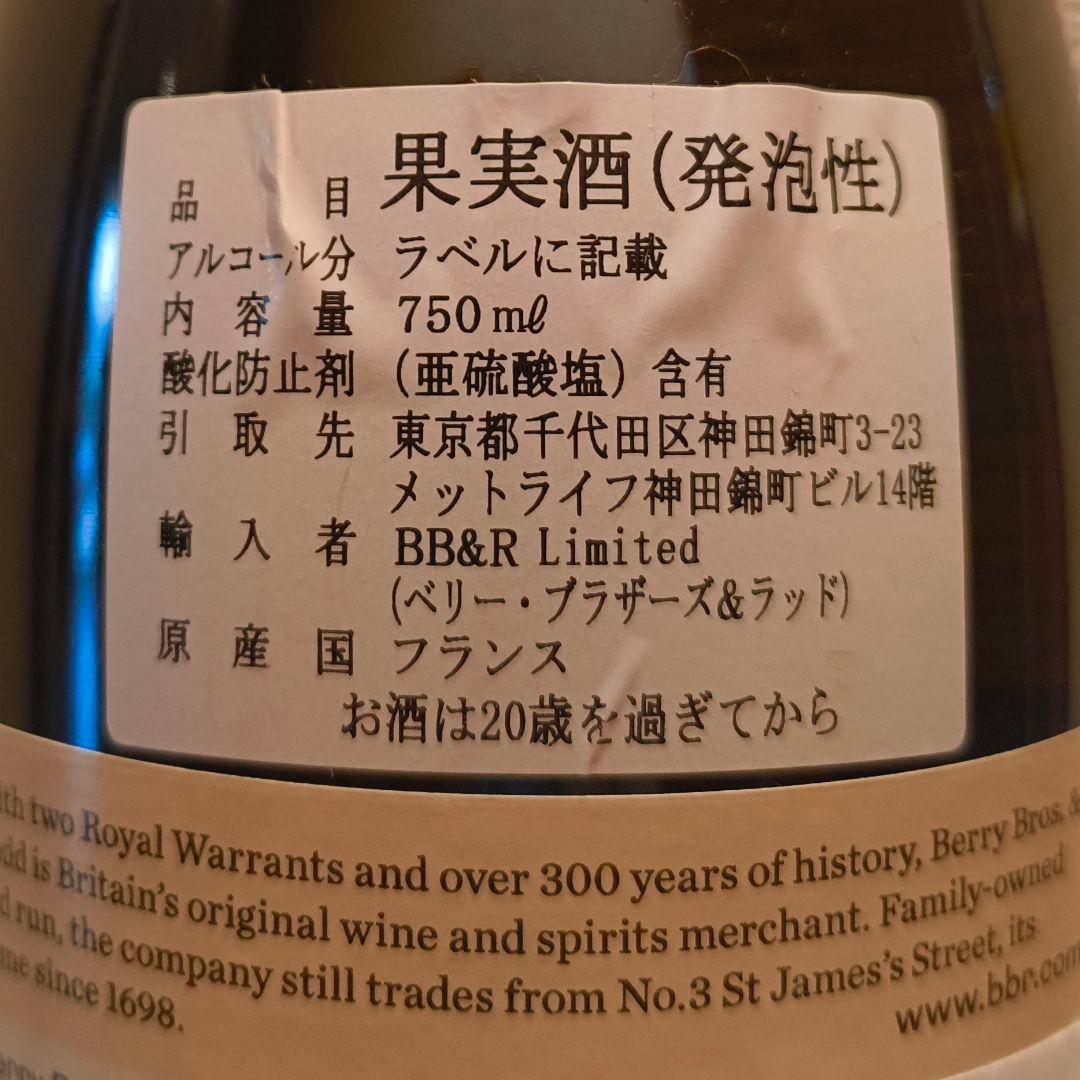 品目 果実酒(発泡性)
アルコール分 ラベルに記載
内容量 750mℓ
酸化防止剤 (亜硫酸塩)含有
引取先 東京都千代田区神田錦町3-23
メットライフ神田錦町ビル14階
輸入者 BB&R Limited
(ベリー・ブラザーズ&ラッド)
原産国 フランス
お酒は20歳を過ぎてから
two Royal Warrants and over 300 years of history, Berry Bros. &
is Britain's original wine and spirits merchant. Family-owned
run, the company still trades from No.3 St James's Street, its
since 1698.
www.bbr.com